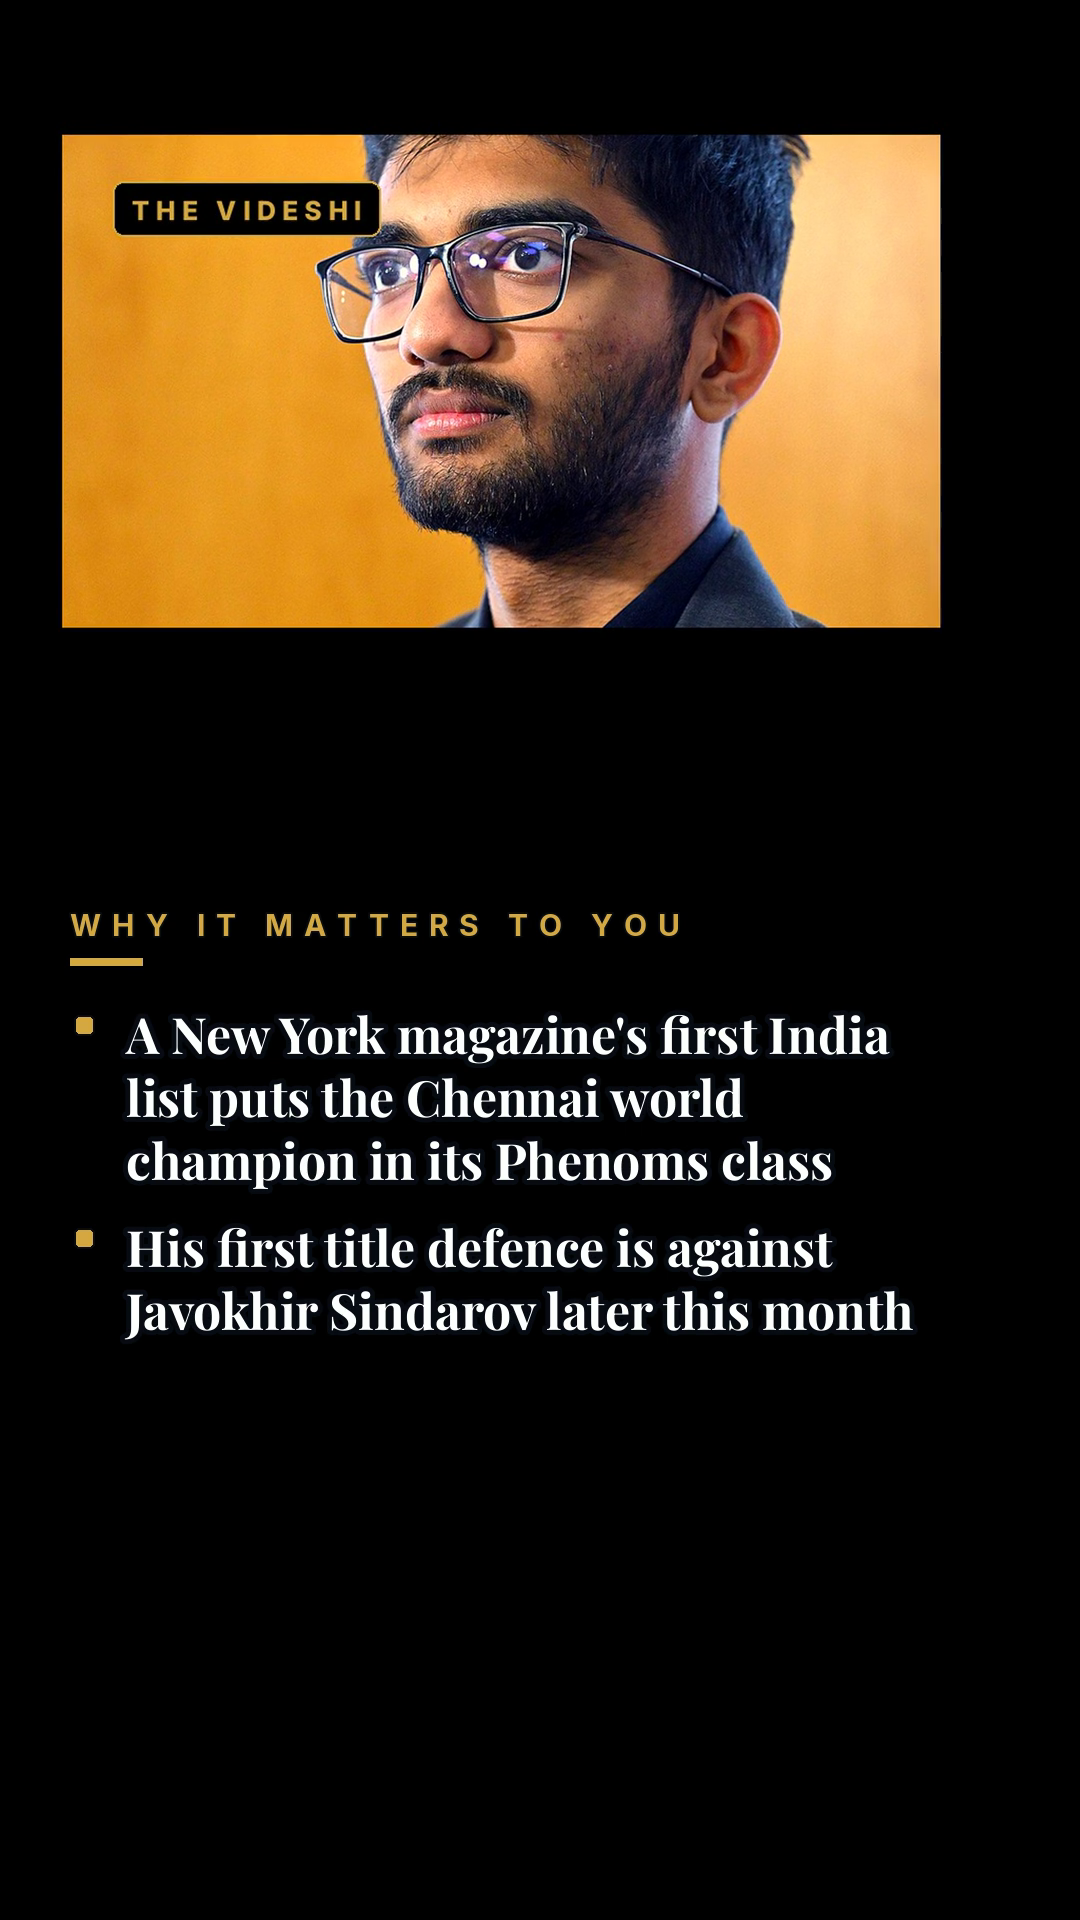 THE VIDESHI
WHY IT MATTERS TO YOU
A New York magazine's first India
list puts the Chennai world
champion in its Phenoms class
His first title defence is against
Javokhir Sindarov later this month